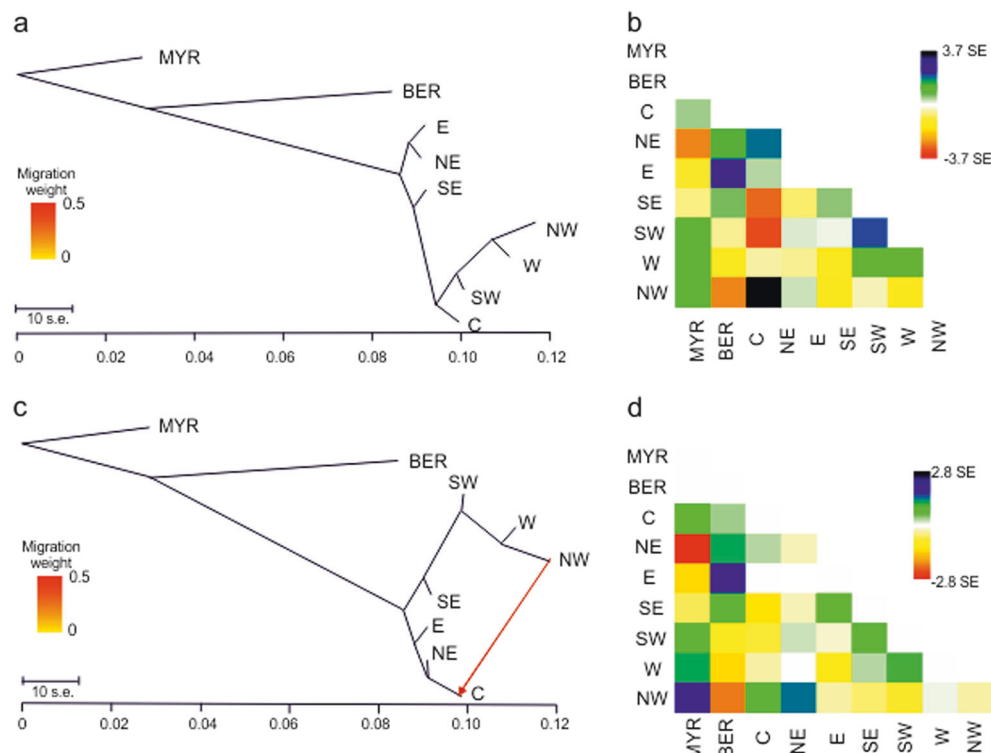 a
MYR
BER
E
NE
SE
NW
W
SW
C
Migration
weight
0.5
0
10 s.e.
0 0.02 0.04 0.06 0.08 0.10 0.12
b
MYR
BER
C
NE
E
SE
SW
W
NW
3.7 SE
-3.7 SE
MYR BER C NE E SE SW W NW
c
MYR
BER
SW
W
NW
SE
E
NE
C
Migration
weight
0.5
0
10 s.e.
0 0.02 0.04 0.06 0.08 0.100 0.12
d
MYR
BER
C
NE
E
SE
SW
W
NW
2.8 SE
-2.8 SE
MYR BER C NE E SE SW W NW